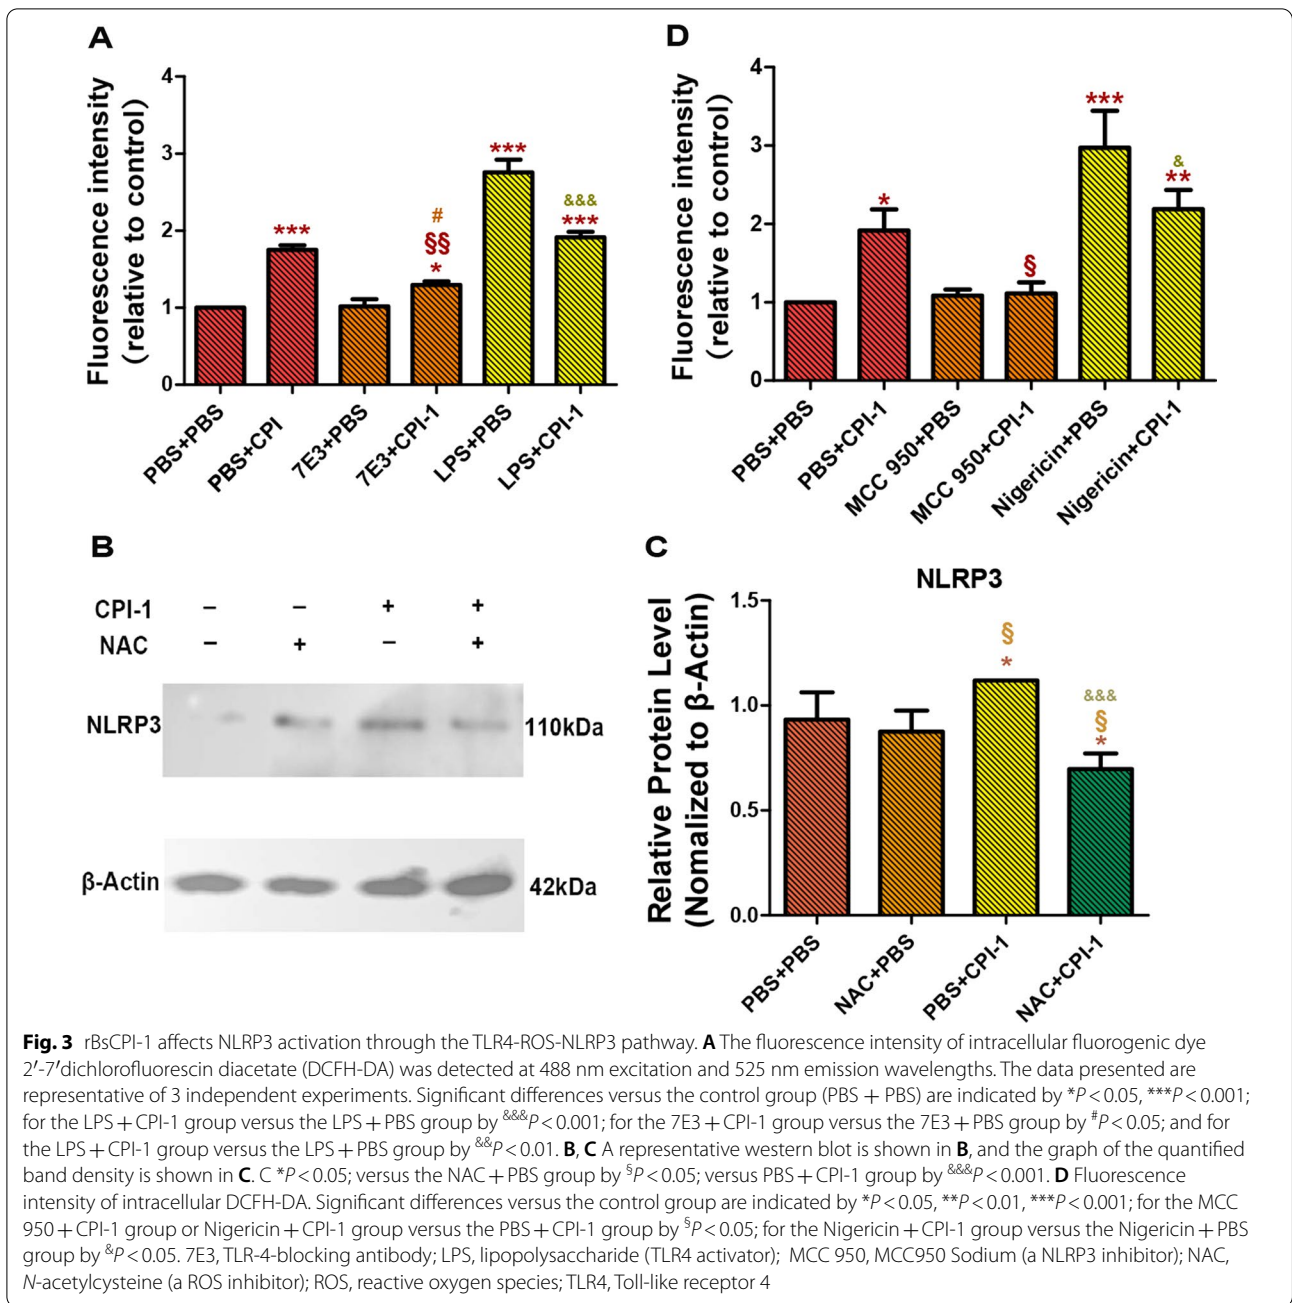 A
Fluorescence intensity
(relative to control)
4
3
2
1
0
***
#
§§
*
***
&&&
***
PBS+PBS
PBS+CPI
7E3+PBS
7E3+CPI-1
LPS+PBS
LPS+CPI-1
D
Fluorescence intensity
(relative to control)
4
3
2
1
0
*
§
***
&
**
PBS+PBS
PBS+CPI-1
MCC 950+PBS
MCC 950+CPI-1
Nigericin+PBS
Nigericin+CPI-1
B
CPI-1 – – + +
NAC – + – +
NLRP3 110kDa
β-Actin 42kDa
C
NLRP3
Relative Protein Level
(Nomalized to β-Actin)
1.5
1.0
0.5
0.0
§
*
&&&
§
*
PBS+PBS
NAC+PBS
PBS+CPI-1
NAC+CPI-1
Fig. 3 rBsCPI-1 affects NLRP3 activation through the TLR4-ROS-NLRP3 pathway. A The fluorescence intensity of intracellular fluorogenic dye
2′-7′dichlorofluorescin diacetate (DCFH-DA) was detected at 488 nm excitation and 525 nm emission wavelengths. The data presented are
representative of 3 independent experiments. Significant differences versus the control group (PBS + PBS) are indicated by *P < 0.05, ***P < 0.001;
for the LPS + CPI-1 group versus the LPS + PBS group by &&&P < 0.001; for the 7E3 + CPI-1 group versus the 7E3 + PBS group by #P < 0.05; and for
the LPS + CPI-1 group versus the LPS + PBS group by &&P < 0.01. B, C A representative western blot is shown in B, and the graph of the quantified
band density is shown in C. C *P < 0.05; versus the NAC + PBS group by §P < 0.05; versus PBS + CPI-1 group by &&&P < 0.001. D Fluorescence
intensity of intracellular DCFH-DA. Significant differences versus the control group are indicated by *P < 0.05, **P < 0.01, ***P < 0.001; for the MCC
950 + CPI-1 group or Nigericin + CPI-1 group versus the PBS + CPI-1 group by §P < 0.05; for the Nigericin + CPI-1 group versus the Nigericin + PBS
group by &P < 0.05. 7E3, TLR-4-blocking antibody; LPS, lipopolysaccharide (TLR4 activator); MCC 950, MCC950 Sodium (a NLRP3 inhibitor); NAC,
N-acetylcysteine (a ROS inhibitor); ROS, reactive oxygen species; TLR4, Toll-like receptor 4